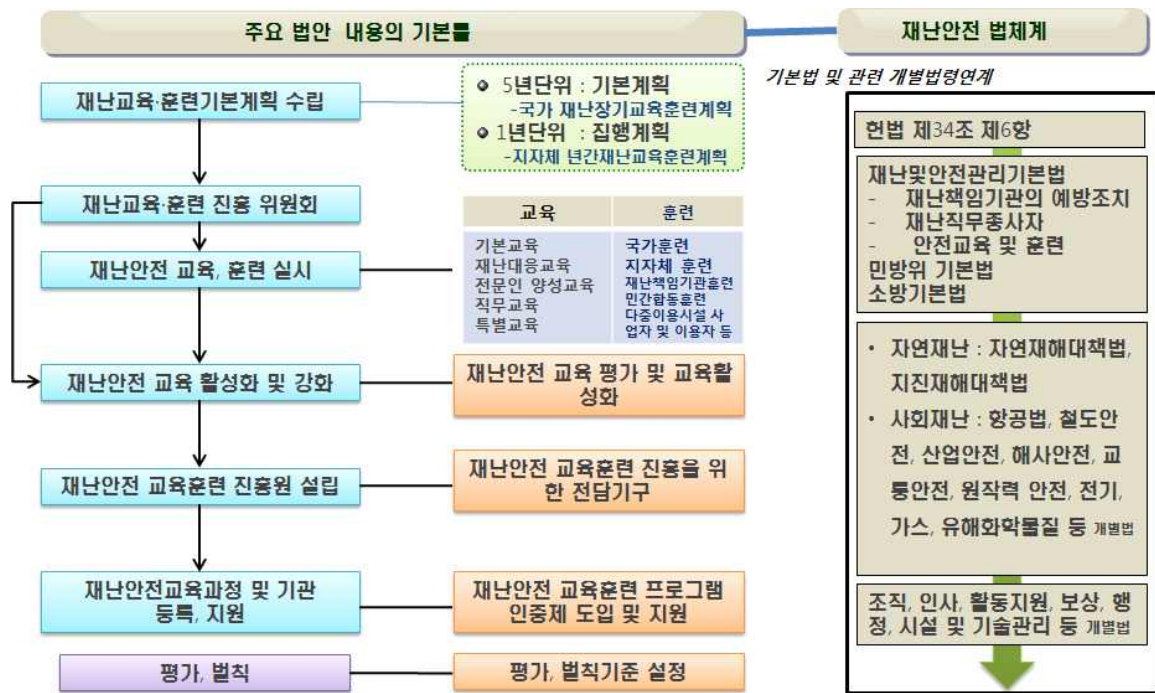 주요 법안 내용의 기본틀
재난안전 법체계
재난교육·훈련기본계획 수립
5년단위 : 기본계획
-국가 재난장기교육훈련계획
1년단위 : 집행계획
-지자체 년간재난교육훈련계획
재난교육·훈련 진흥 위원회
재난안전 교육, 훈련 실시
교육
훈련
기본교육
재난대응교육
전문인 양성교육
직무교육
특별교육
국가훈련
지자체 훈련
재난책임기관훈련
민간합동훈련
다중이용시설 사
업자 및 이용자 등
재난안전 교육 활성화 및 강화
재난안전 교육 평가 및 교육활
성화
재난안전 교육훈련 진흥원 설립
재난안전 교육훈련 진흥을 위
한 전담기구
재난안전교육과정 및 기관
등록, 지원
재난안전 교육훈련 프로그램
인증제 도입 및 지원
평가, 벌칙
평가, 벌칙기준 설정
기본법 및 관련 개별법령연계
헌법 제34조 제6항
재난및안전관리기본법
- 재난책임기관의 예방조치
- 재난직무종사자
- 안전교육 및 훈련
민방위 기본법
소방기본법
• 자연재난 : 자연재해대책법,
지진재해대책법
• 사회재난 : 항공법, 철도안
전, 산업안전, 해사안전, 교
통안전, 원작력 안전, 전기,
가스, 유해화학물질 등 개별법
조직, 인사, 활동지원, 보상, 행
정, 시설 및 기술관리 등 개별법